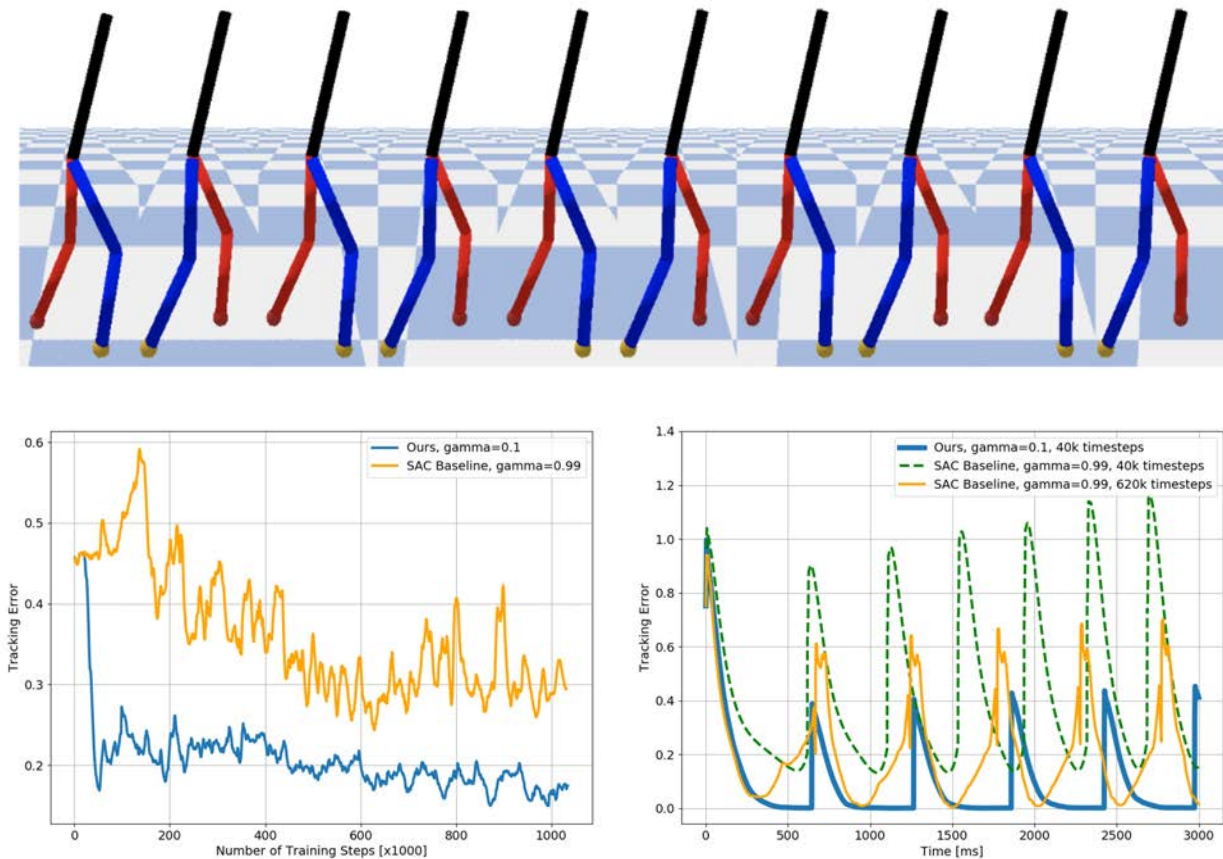 Ours, gamma=0.1
SAC Baseline, gamma=0.99
0.6
0.5
0.4
0.3
0.2
Tracking Error
0
200
400
600
800
1000
Number of Training Steps [x1000]
Ours, gamma=0.1, 40k timesteps
SAC Baseline, gamma=0.99, 40k timesteps
SAC Baseline, gamma=0.99, 620k timesteps
1.4
1.2
1.0
0.8
0.6
0.4
0.2
0.0
Tracking Error
0
500
1000
1500
2000
2500
3000
Time [ms]